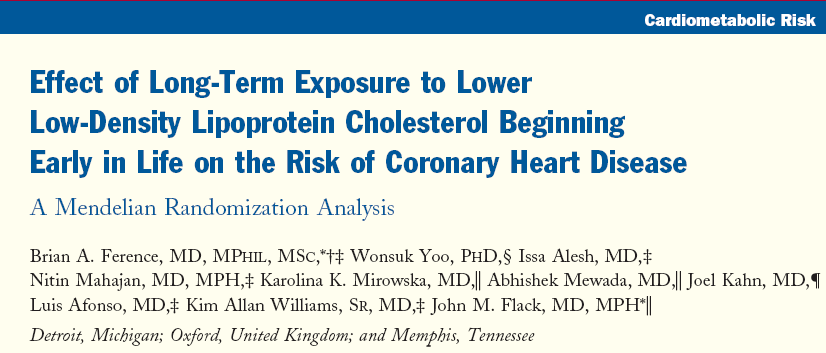 Cardiometabolic Risk
Effect of Long-Term Exposure to Lower
Low-Density Lipoprotein Cholesterol Beginning
Early in Life on the Risk of Coronary Heart Disease
A Mendelian Randomization Analysis
Brian A. Ference, MD, MPHIL, MSC,*†‡ Wonsuk Yoo, PHD,§ Issa Alesh, MD,‡
Nitin Mahajan, MD, MPH,‡ Karolina K. Mirowska, MD,‖ Abhishek Mewada, MD,‖ Joel Kahn, MD,¶
Luis Afonso, MD,‡ Kim Allan Williams, SR, MD,‡ John M. Flack, MD, MPH*‖
Detroit, Michigan; Oxford, United Kingdom; and Memphis, Tennessee